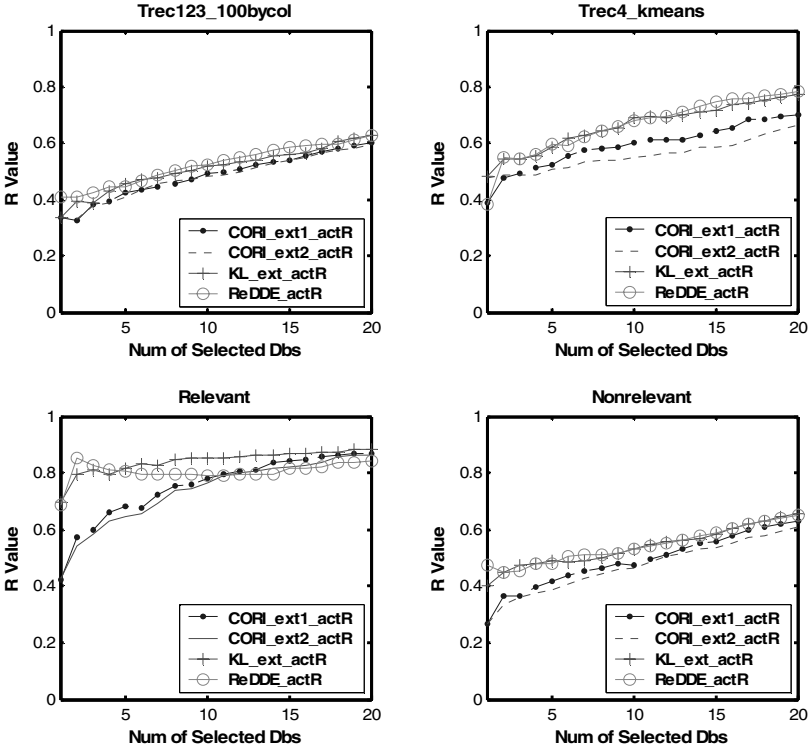 Trec123_100bycol
1
0.8
0.6
0.4
0.2
0
R Value
5
10
15
20
Num of Selected Dbs
CORI_ext1_actR
CORI_ext2_actR
KL_ext_actR
ReDDE_actR
Trec4_kmeans
1
0.8
0.6
0.4
0.2
0
R Value
5
10
15
20
Num of Selected Dbs
CORI_ext1_actR
CORI_ext2_actR
KL_ext_actR
ReDDE_actR
Relevant
1
0.8
0.6
0.4
0.2
0
R Value
5
10
15
20
Num of Selected Dbs
CORI_ext1_actR
CORI_ext2_actR
KL_ext_actR
ReDDE_actR
Nonrelevant
1
0.8
0.6
0.4
0.2
0
R Value
5
10
15
20
Num of Selected Dbs
CORI_ext1_actR
CORI_ext2_actR
KL_ext_actR
ReDDE_actR